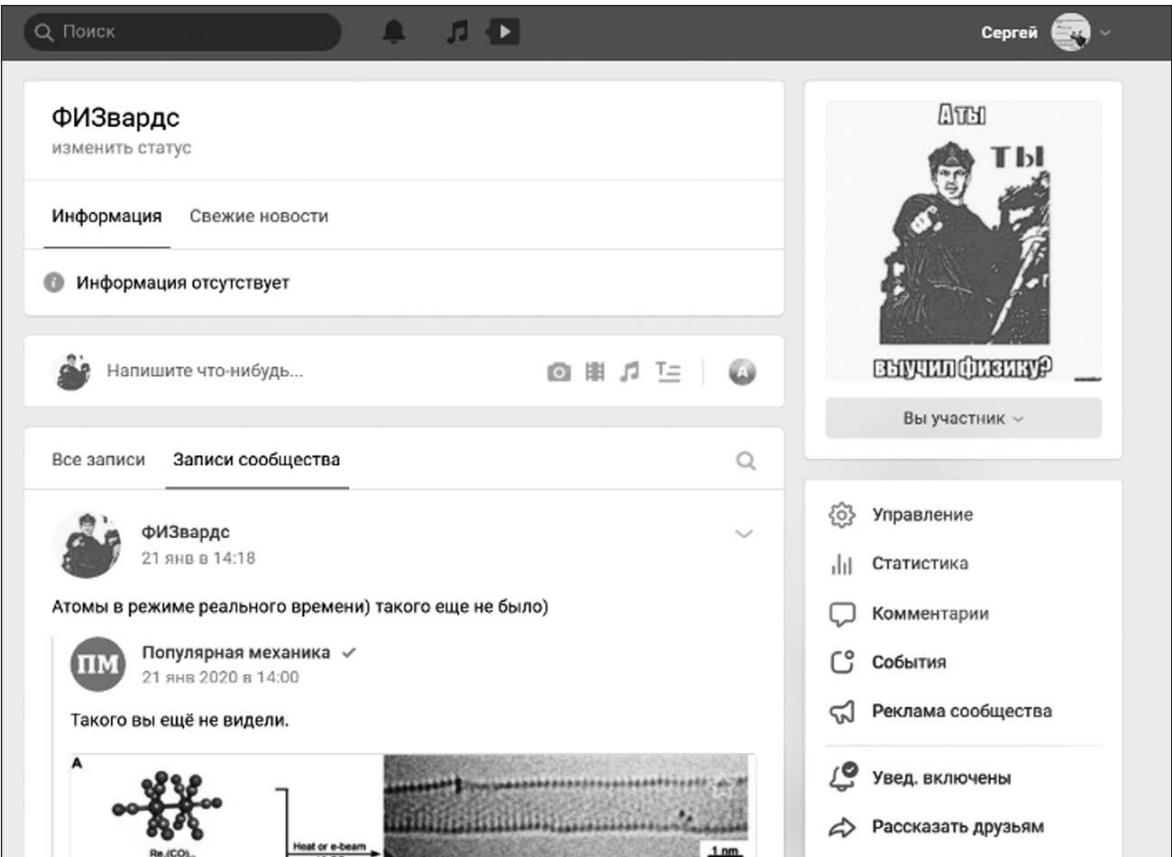 Поиск
Сергей
ФИЗвардс
изменить статус
Информация Свежие новости
Информация отсутствует
Напишите что-нибудь...
Все записи Записи сообщества
ФИЗвардс
21 янв в 14:18
Атомы в режиме реального времени) такого еще не было)
ПМ
Популярная механика
21 янв 2020 в 14:00
Такого вы ещё не видели.
A
Heat or e-beam
1 nm
А ты
ТЫ
выучил физику?
Вы участник
Управление
Статистика
Комментарии
События
Реклама сообщества
Увед. включены
Рассказать друзьям